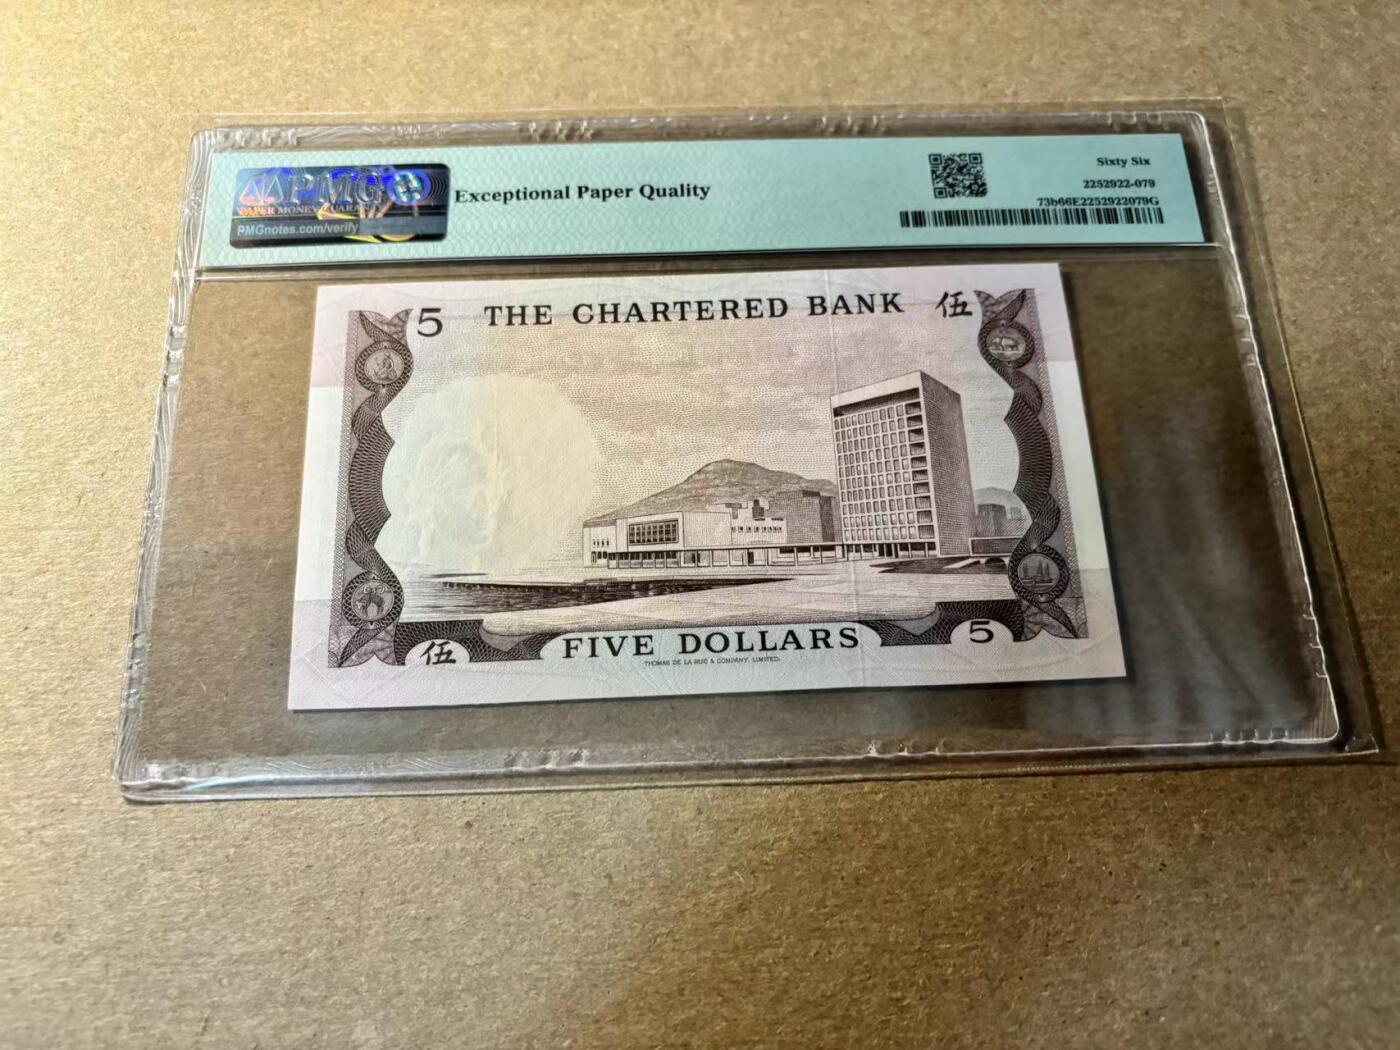 PMG
PAPER MONEY GUARANTY
PMGnotes.com/verify
Exceptional Paper Quality
Sixty Six
2252922-079
73b66E2252922079G
5 THE CHARTERED BANK 伍
伍 FIVE DOLLARS 5
THOMAS DE LA RUE & COMPANY, LIMITED.